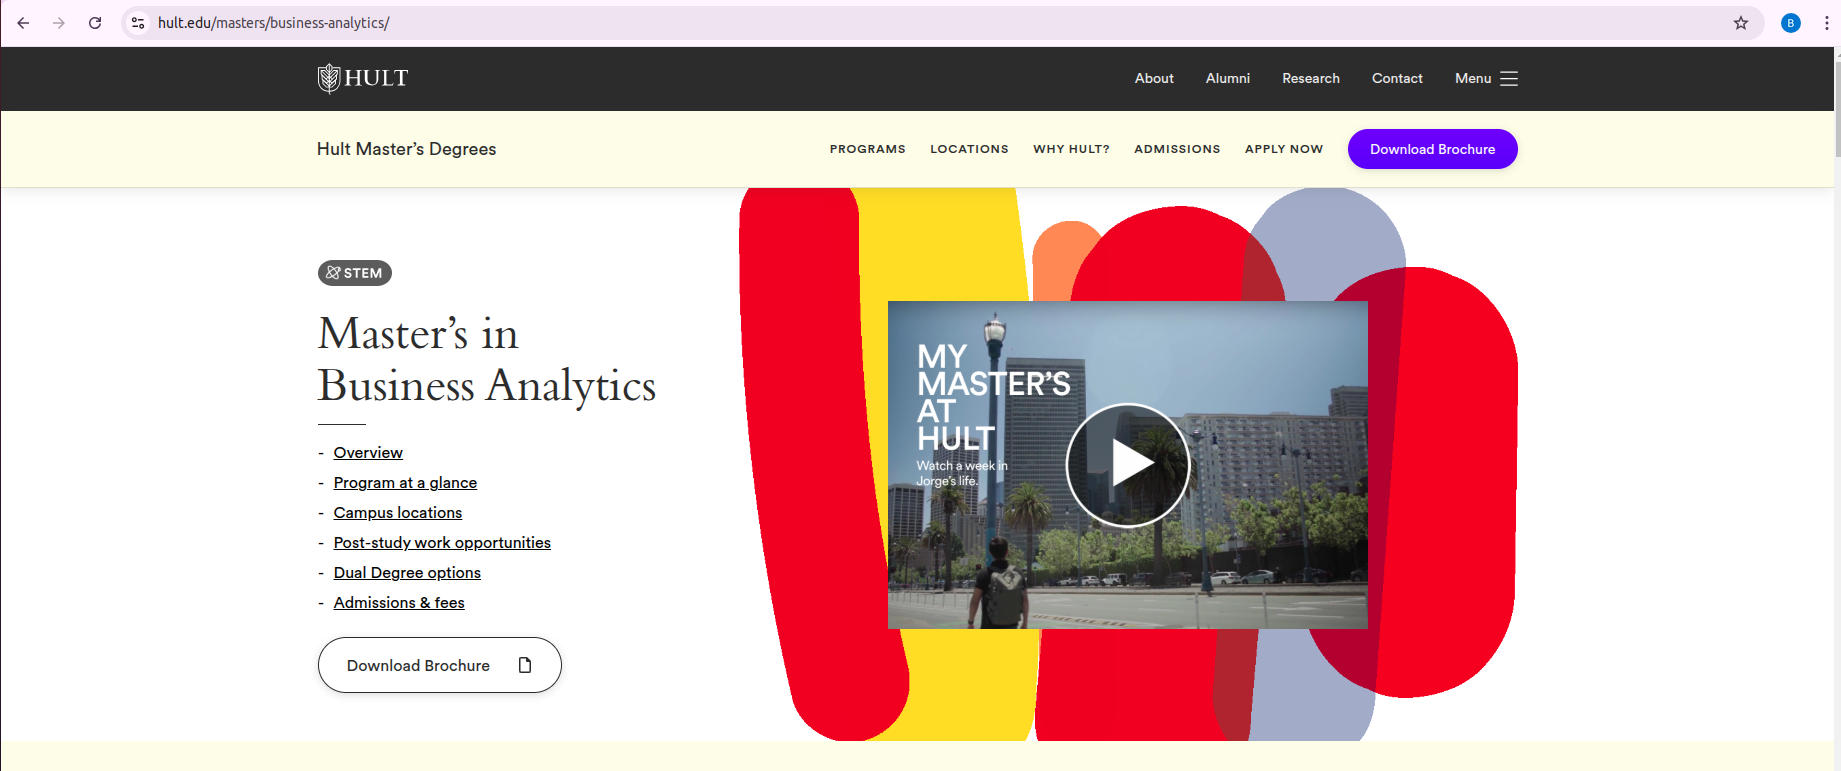 hult.edu/masters/business-analytics/
B
HULT
About Alumni Research Contact Menu
Hult Master’s Degrees
PROGRAMS LOCATIONS WHY HULT? ADMISSIONS APPLY NOW Download Brochure
STEM
Master’s in
Business Analytics
- Overview
- Program at a glance
- Campus locations
- Post-study work opportunities
- Dual Degree options
- Admissions & fees
Download Brochure
MY
MASTER’S
AT
HULT
Watch a week in
Jorge’s life.